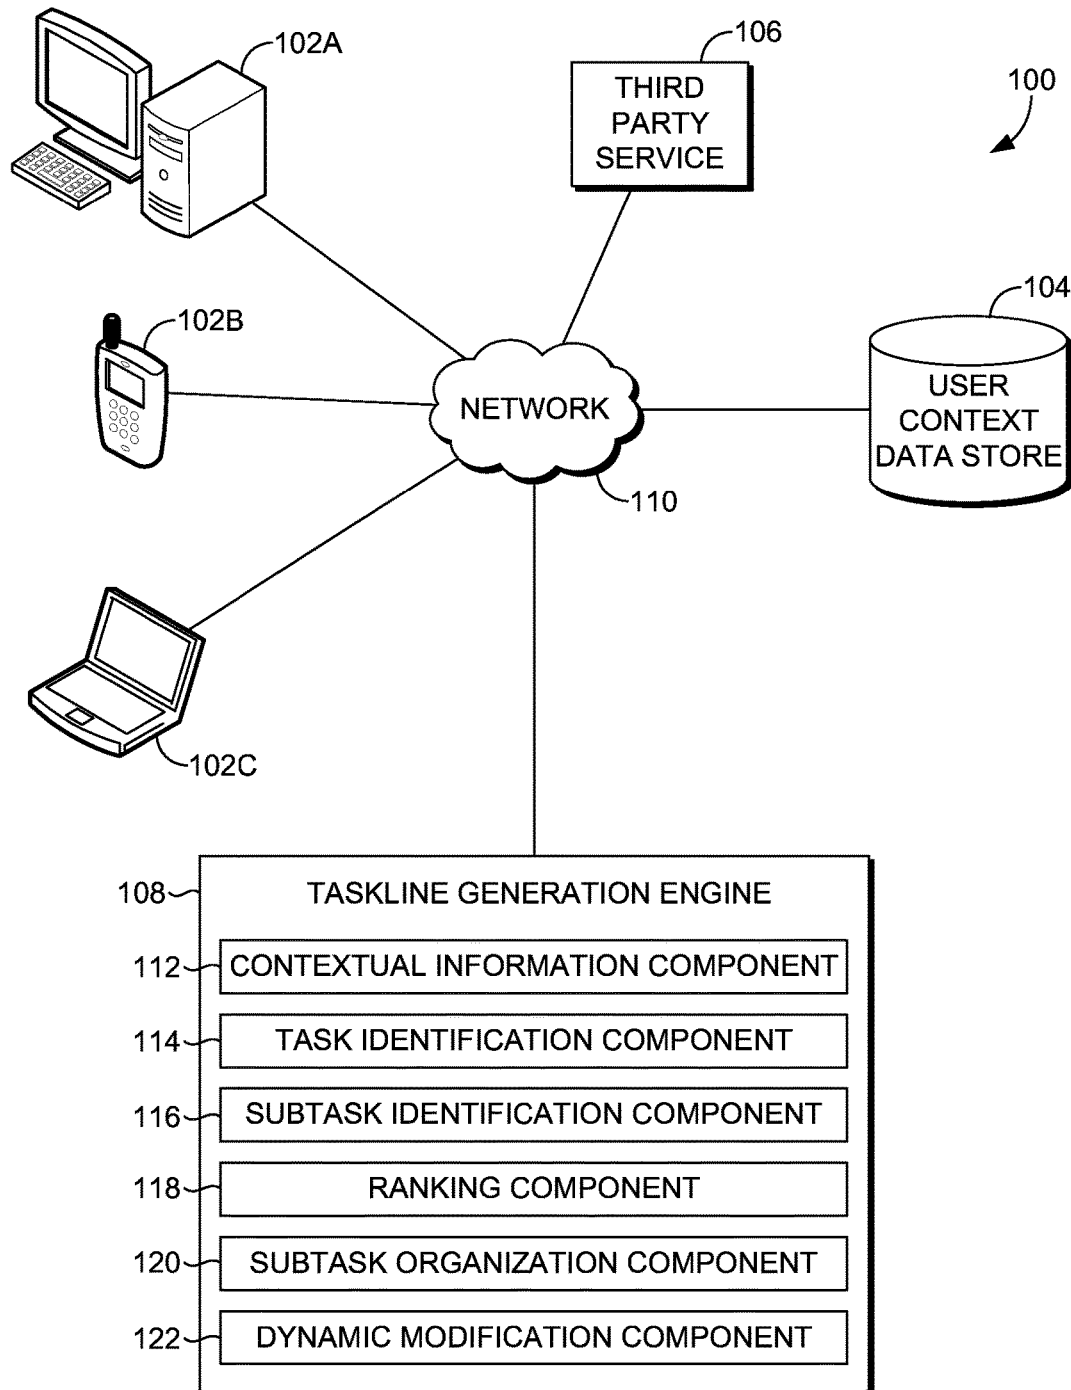 102A
106
THIRD
PARTY
SERVICE
100
104
102B
USER
CONTEXT
DATA STORE
NETWORK
110
102C
108
TASKLINE GENERATION ENGINE
112
CONTEXTUAL INFORMATION COMPONENT
114
TASK IDENTIFICATION COMPONENT
116
SUBTASK IDENTIFICATION COMPONENT
118
RANKING COMPONENT
120
SUBTASK ORGANIZATION COMPONENT
122
DYNAMIC MODIFICATION COMPONENT